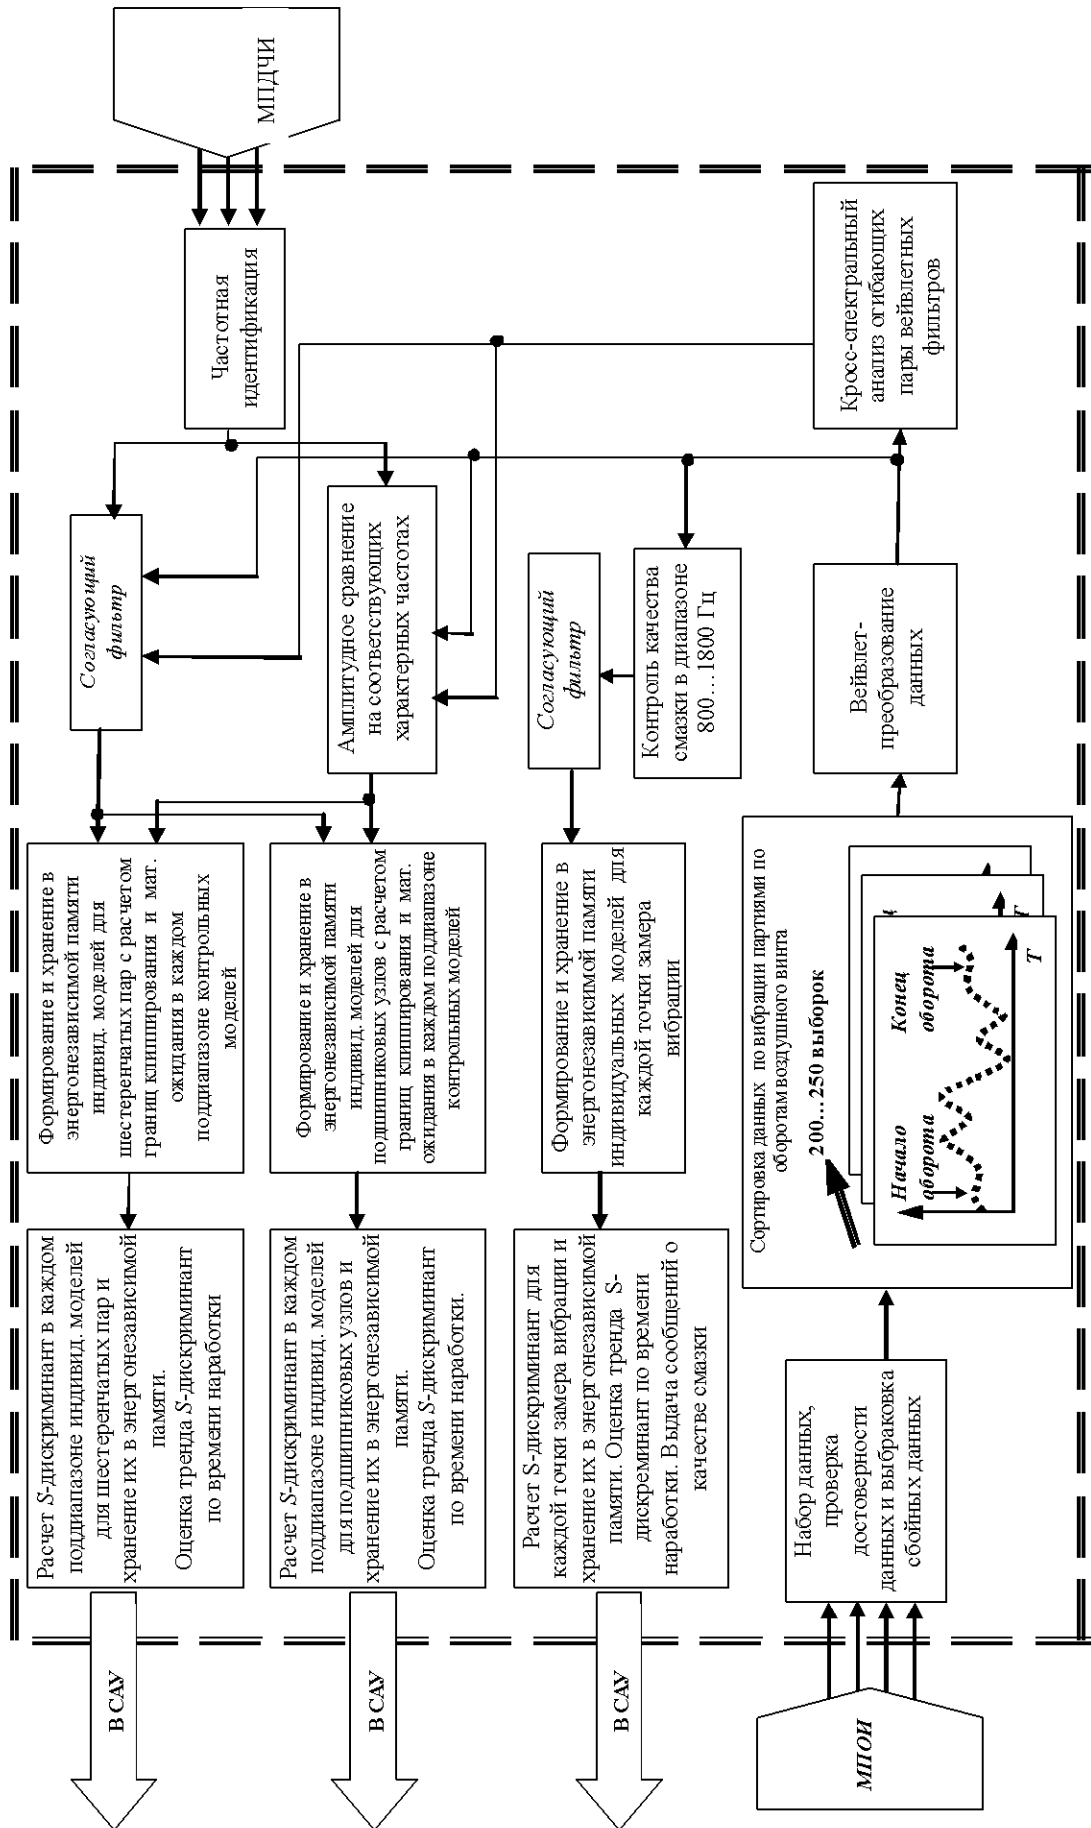 Расчет S-дискриминант в каждом
поддиапазоне индивид. моделей
для шестеренчатых пар и
хранение их в энергонезависимой
памяти.
Оценка тренда S-дискриминант
по времени наработки
Формирование и хранение в
энергонезависимой памяти
индивид. моделей для
шестеренчатых пар с расчетом
границ клиппирования и мат.
ожидания в каждом
поддиапазоне контрольных
моделей
Согласующий
фильтр
Частотная
идентификация
МПДЧИ
В САУ
Расчет S-дискриминант в каждом
поддиапазоне индивид. моделей
для подшипниковых узлов и
хранение их в энергонезависимой
памяти.
Оценка тренда S-дискриминант
по времени наработки.
Формирование и хранение в
энергонезависимой памяти
индивид. моделей для
подшипниковых узлов с расчетом
границ клиппирования и мат.
ожидания в каждом поддиапазоне
контрольных моделей
Амплитудное сравнение
на соответствующих
характерных частотах
В САУ
Расчет S-дискриминант для
каждой точки замера вибрации и
хранение их в энергонезависимой
памяти. Оценка тренда S-
дискреминант по времени
наработки. Выдача сообщений о
качестве смазки
Формирование и хранение в
энергонезависимой памяти
индивидуальных моделей для
каждой точки замера
вибрации
Согласующий
фильтр
Контроль качества
смазки в диапазоне
800…1800 Гц
В САУ
МПОИ
Набор данных,
проверка
достоверности
данных и выбраковка
сбойных данных
Сортировка данных по вибрации партиями по
оборотам воздушного винта
200…250 выборок
Начало
оборота
Конец
оборота
T
T
Вейвлет-
преобразование
данных
Кросс-спектральный
анализ огибающих
пары вейвлетных
фильтров